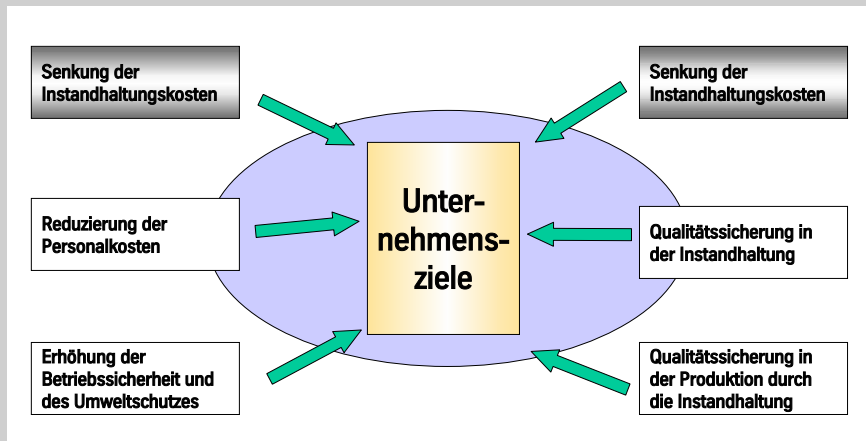 Senkung der
Instandhaltungskosten
Senkung der
Instandhaltungskosten
Unter-
nehmens-
ziele
Reduzierung der
Personalkosten
Qualitätssicherung in
der Instandhaltung
Erhöhung der
Betriebssicherheit und
des Umweltschutzes
Qualitätssicherung in
der Produktion durch
die Instandhaltung